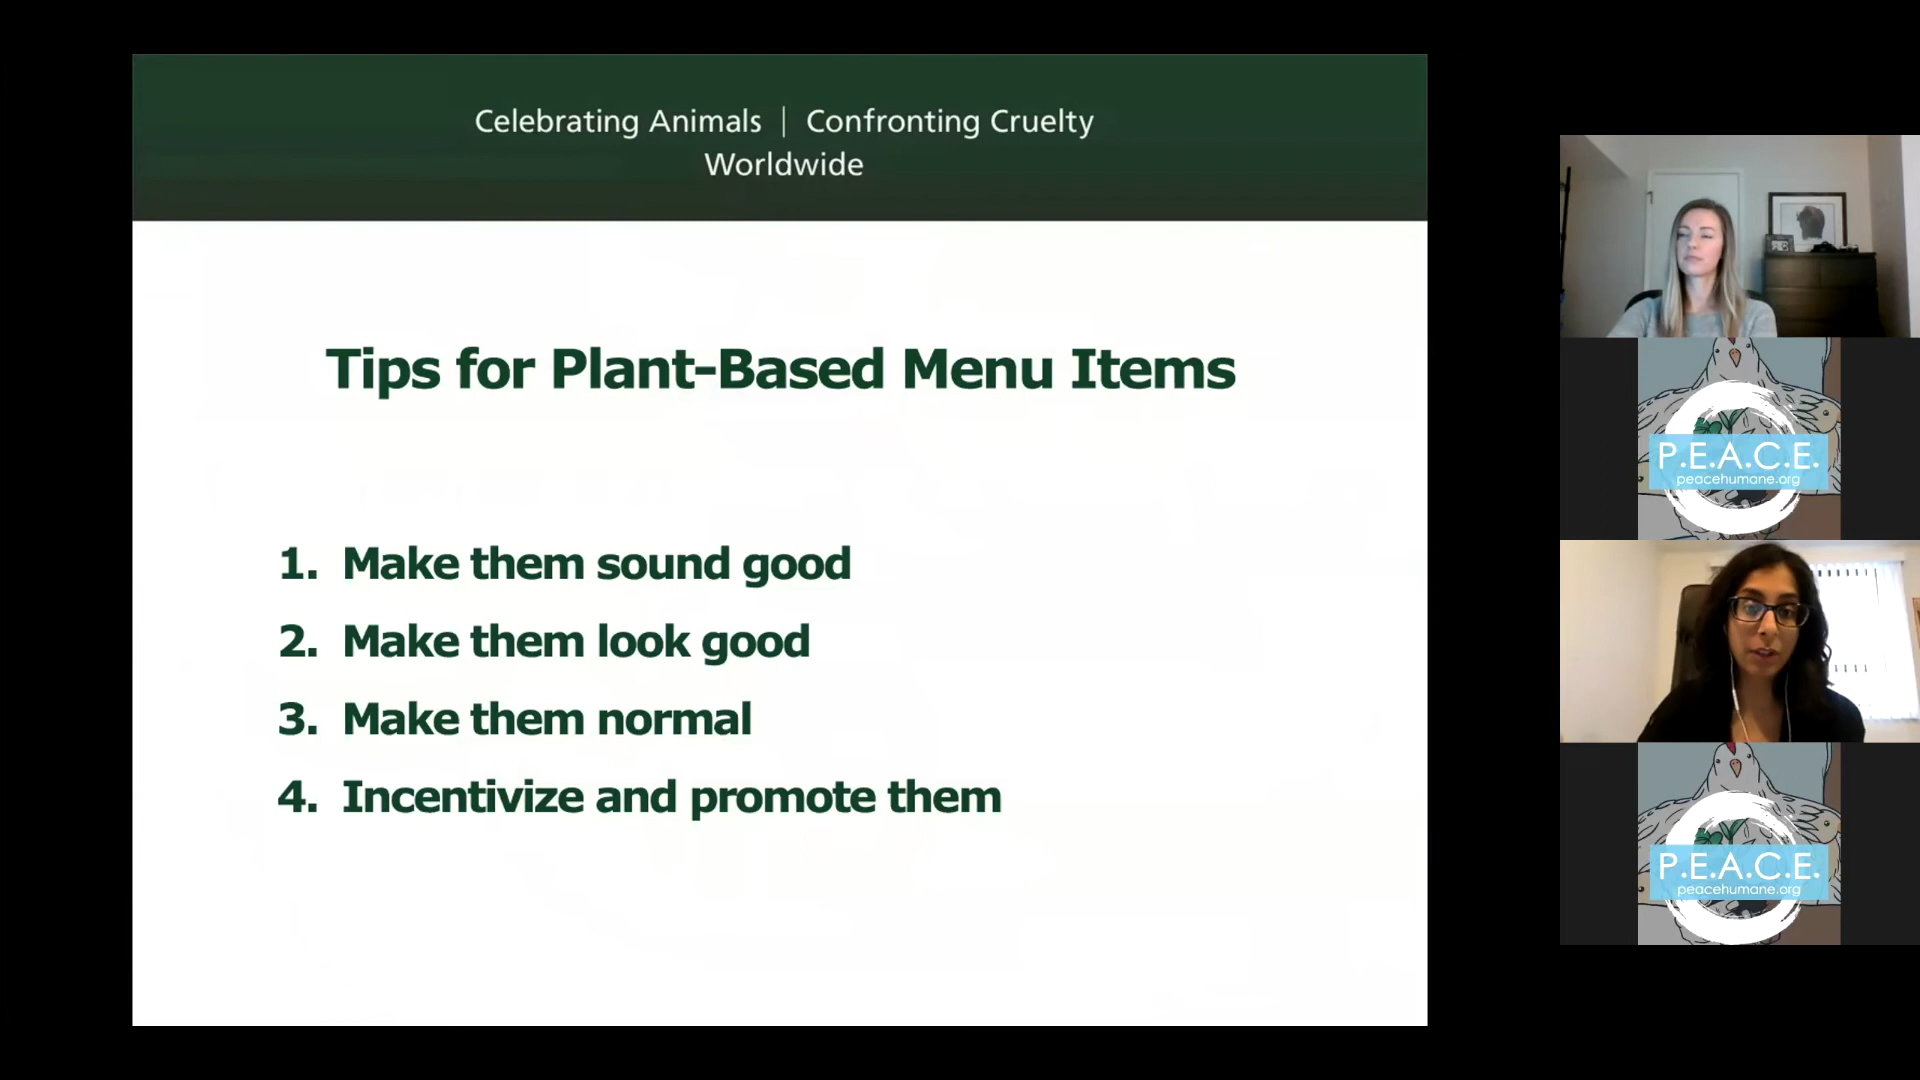 Celebrating Animals | Confronting Cruelty
Worldwide
Tips for Plant-Based Menu Items
1. Make them sound good
2. Make them look good
3. Make them normal
4. Incentivize and promote them
P.E.A.C.E.
peacehumane.org
P.E.A.C.E.
peacehumane.org